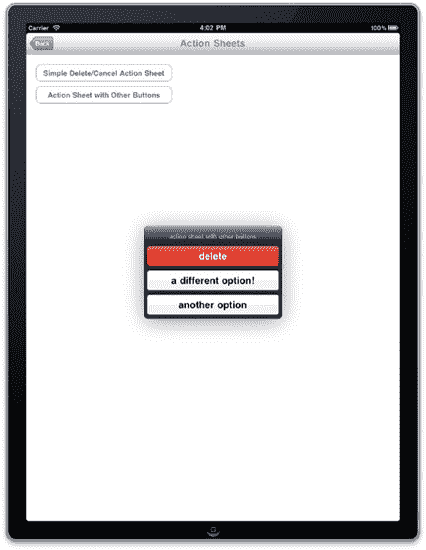 Carrier 4:02 PM 100%
Back Action Sheets
Simple Delete/Cancel Action Sheet
Action Sheet with Other Buttons
action sheet with other buttons
delete
a different option!
another option